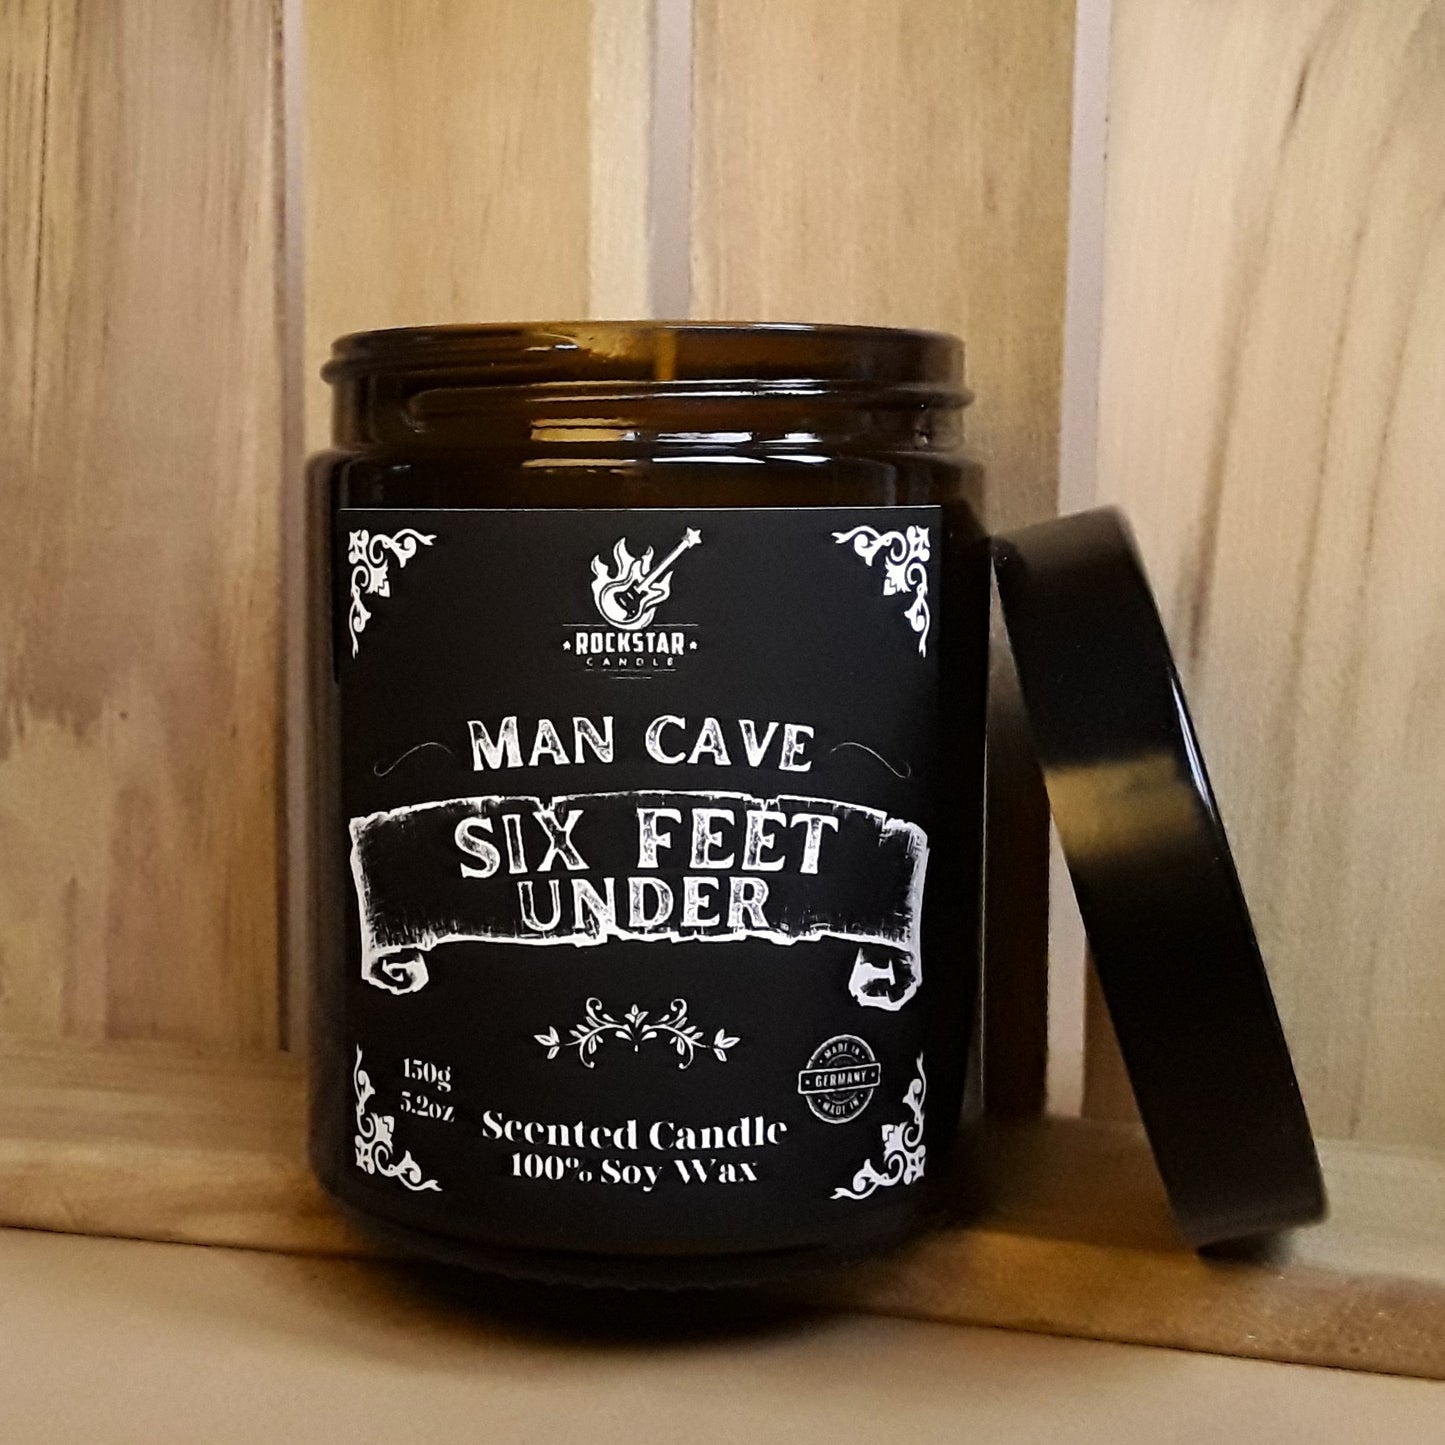 ROCKSTAR
CANDLE
MAN CAVE
SIX FEET
UNDER
150g
5.2oz
MADE IN
GERMANY
MADE IN
Scented Candle
100% Soy Wax